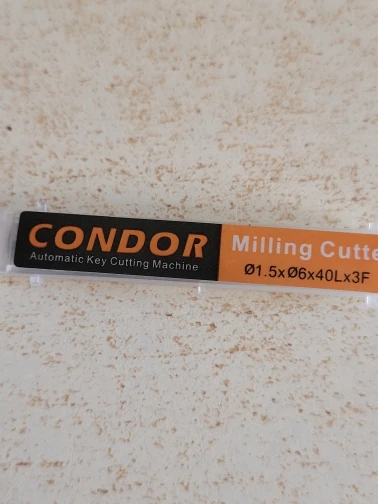 CONDOR
Automatic Key Cutting Machine
Milling Cutte
Ø1.5xØ6x40Lx3F